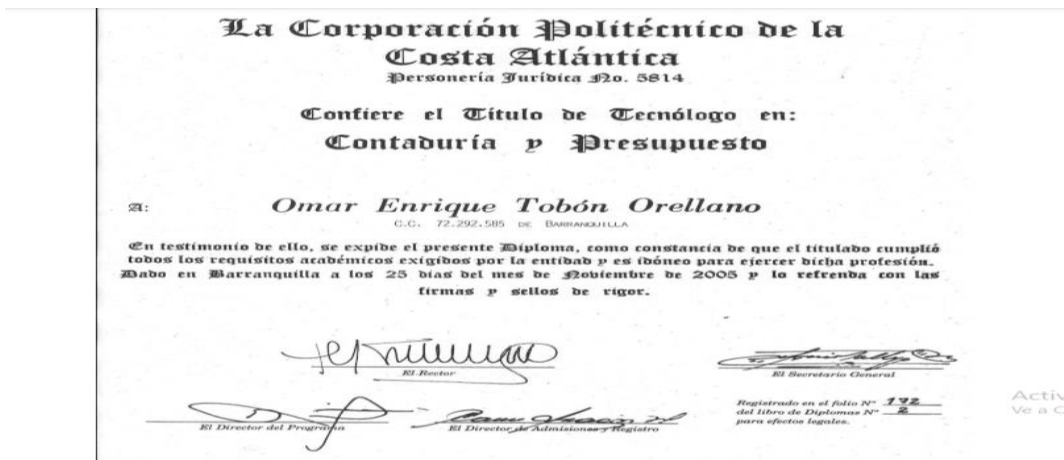 La Corporación Politécnico de la
Costa Atlántica
Personería Jurídica No. 5814
Confiere el Título de Tecnólogo en:
Contaduría y Presupuesto
A:
Omar Enrique Tobón Orellano
C.C. 72.292.585 DE BARRANQUILLA
En testimonio de ello, se expide el presente Diploma, como constancia de que el titulado cumplió
todos los requisitos académicos exigidos por la entidad y es idóneo para ejercer dicha profesión.
Dado en Barranquilla a los 25 días del mes de Noviembre de 2005 y lo refrenda con las
firmas y sellos de rigor.
El Rector
El Secretario General
Registrado en el folio Nº 192
del libro de Diplomas Nº 2
para efectos legales.
El Director del Programa
El Director de Admisiones y Registro
Activ
Ve a C